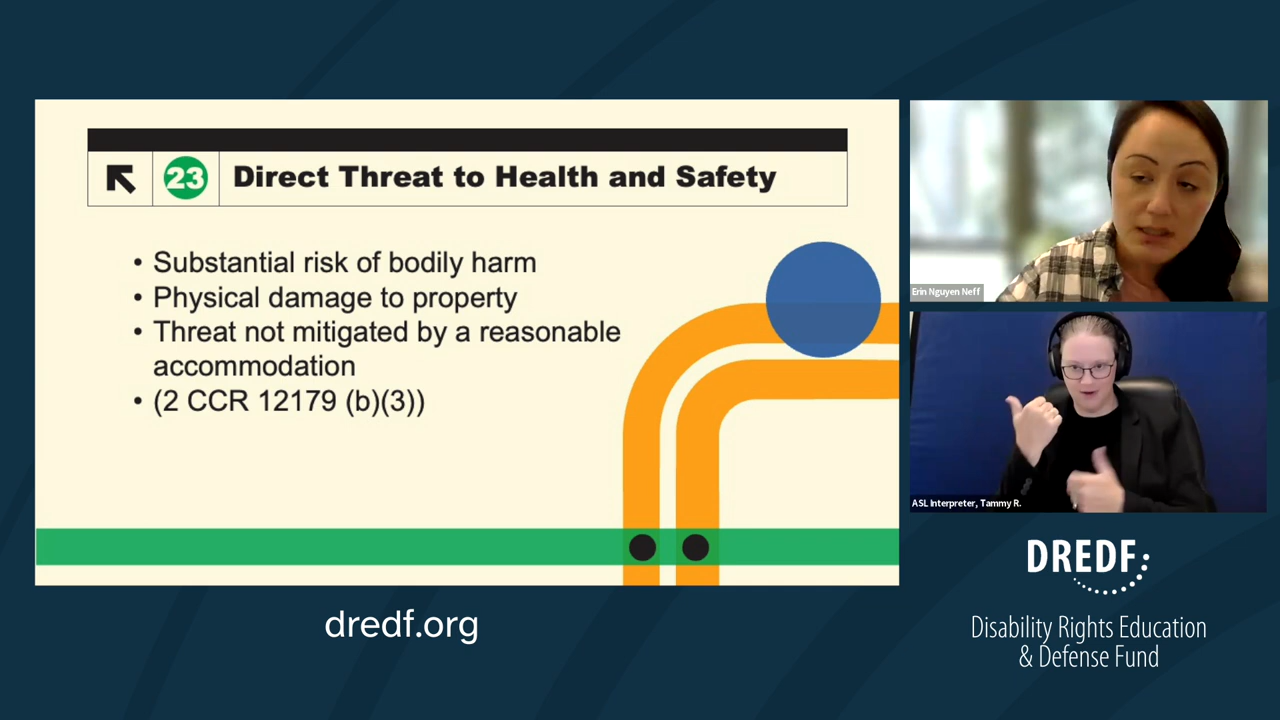 23
Direct Threat to Health and Safety
• Substantial risk of bodily harm
• Physical damage to property
• Threat not mitigated by a reasonable
accommodation
• (2 CCR 12179 (b)(3))
Erin Nguyen Neff
ASL Interpreter, Tammy R.
dredf.org
DREDF
Disability Rights Education
& Defense Fund